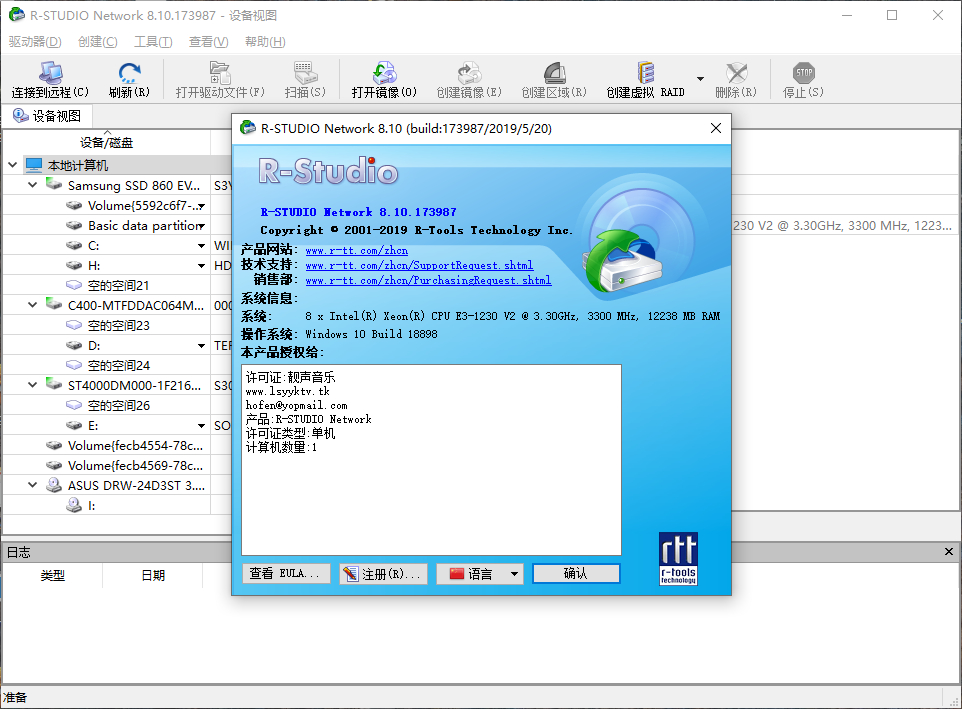 R-STUDIO Network 8.10.173987 - 设备视图
驱动器(D) 创建(C) 工具(T) 查看(V) 帮助(H)
连接到远程(C) 刷新(R) 打开驱动文件(F) 扫描(S) 打开镜像(O) 创建镜像(E) 创建区域(R) 创建虚拟 RAID 删除(R) 停止(S)
STOP
设备视图
设备/磁盘
本地计算机
Samsung SSD 860 EV... S3Y
Volume{5592c6f7-...
Basic data partition 230 V2 @ 3.30GHz, 3300 MHz, 1223...
C: WI
H: HD
空的空间21
C400-MTFDDAC064M... 000
空的空间23
D: TER
空的空间24
ST4000DM000-1F216... S30
空的空间26
E: SO
Volume{fecb4554-78c...
Volume{fecb4569-78c...
ASUS DRW-24D3ST 3....
I:
R-STUDIO Network 8.10 (build:173987/2019/5/20)
R-Studio
R-STUDIO Network 8.10.173987
Copyright © 2001-2019 R-Tools Technology Inc.
产品网站: www.r-tt.com/zhcn
技术支持: www.r-tt.com/zhcn/SupportRequest.shtml
销售部: www.r-tt.com/zhcn/PurchasingRequest.shtml
系统信息:
系统: 8 x Intel(R) Xeon(R) CPU E3-1230 V2 @ 3.30GHz, 3300 MHz, 12238 MB RAM
操作系统: Windows 10 Build 18898
本产品授权给:
许可证:靓声音乐
www.lsyyktv.tk
hofen@yopmail.com
产品:R-STUDIO Network
许可证类型:单机
计算机数量:1
查看 EULA... 注册(R)... 语言 确认
rtt
r-tools
technology
日志
类型 日期
准备